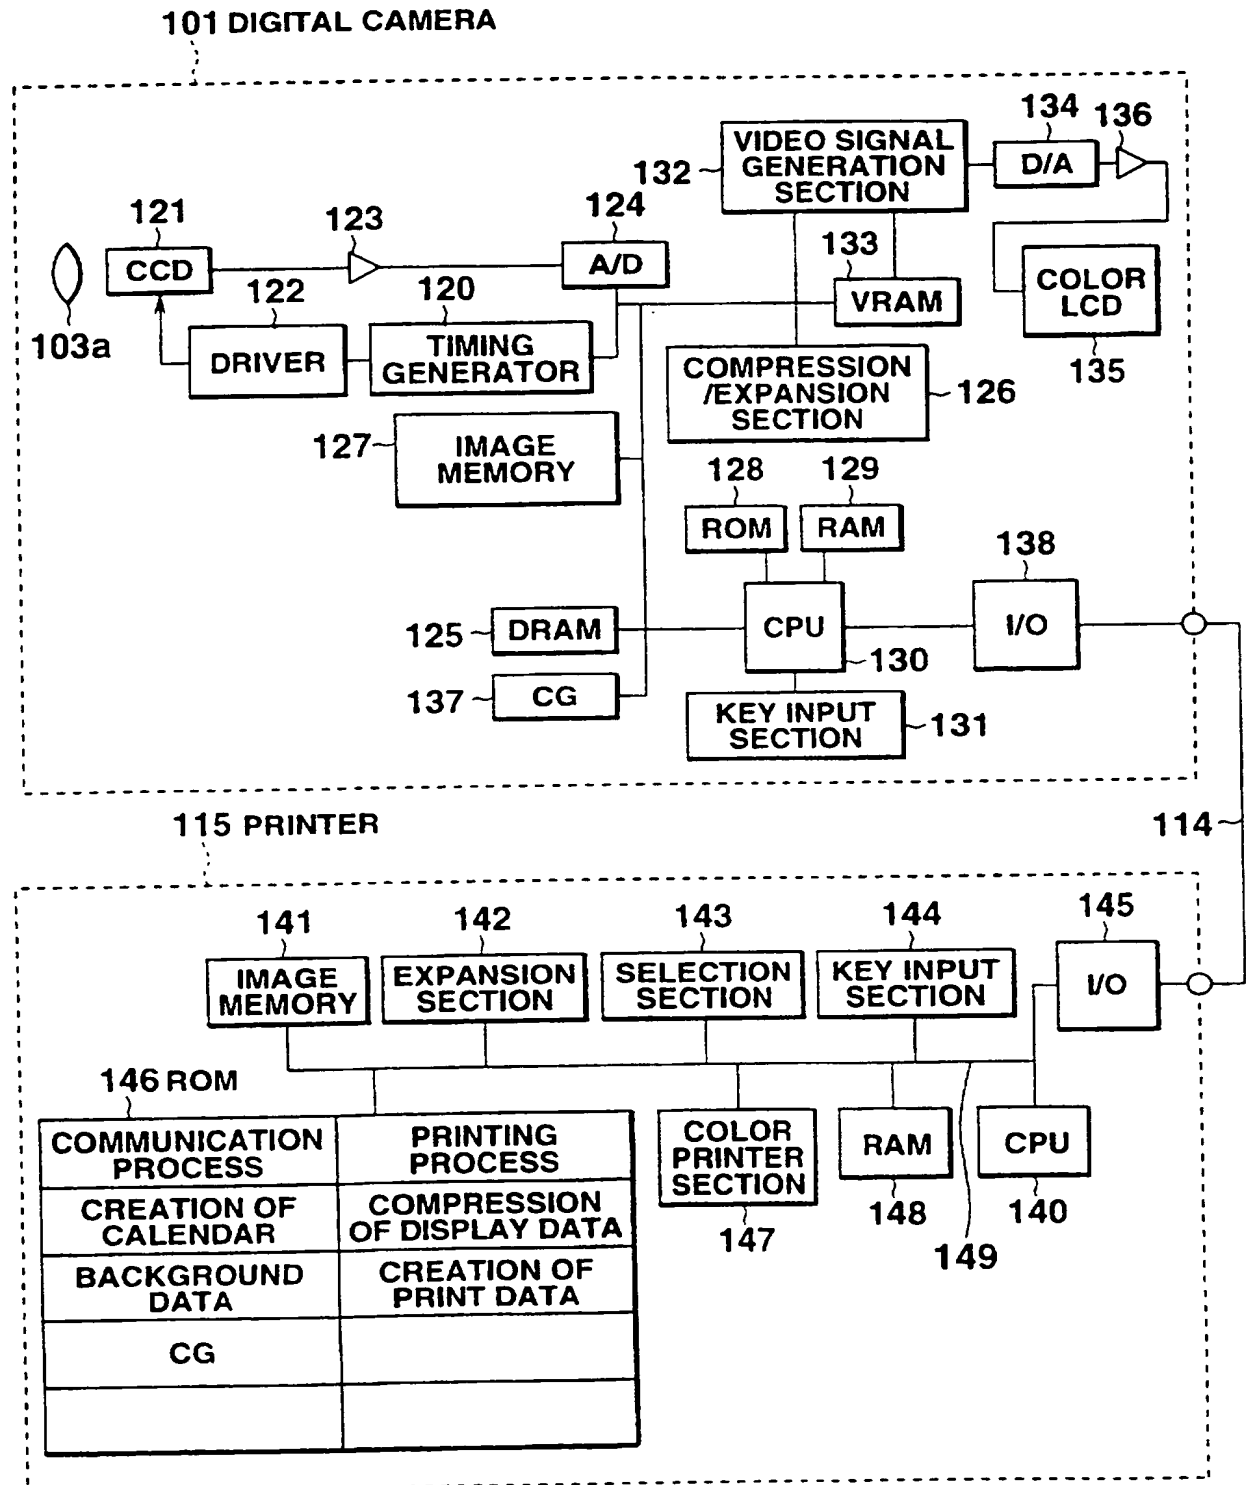 101 DIGITAL CAMERA
134
136
VIDEO SIGNAL
GENERATION
SECTION
132
D/A
121
123
124
133
CCD
A/D
VRAM
COLOR
LCD
135
103a
122
120
DRIVER
TIMING
GENERATOR
COMPRESSION
/EXPANSION
SECTION
126
127
IMAGE
MEMORY
128
129
ROM
RAM
138
125
DRAM
CPU
130
I/O
137
CG
KEY INPUT
SECTION
131
115 PRINTER
114
141
142
143
144
145
IMAGE
MEMORY
EXPANSION
SECTION
SELECTION
SECTION
KEY INPUT
SECTION
I/O
146 ROM
COMMUNICATION
PROCESS
PRINTING
PROCESS
CREATION OF
CALENDAR
COMPRESSION
OF DISPLAY DATA
BACKGROUND
DATA
CREATION OF
PRINT DATA
CG
COLOR
PRINTER
SECTION
147
RAM
148
149
CPU
140